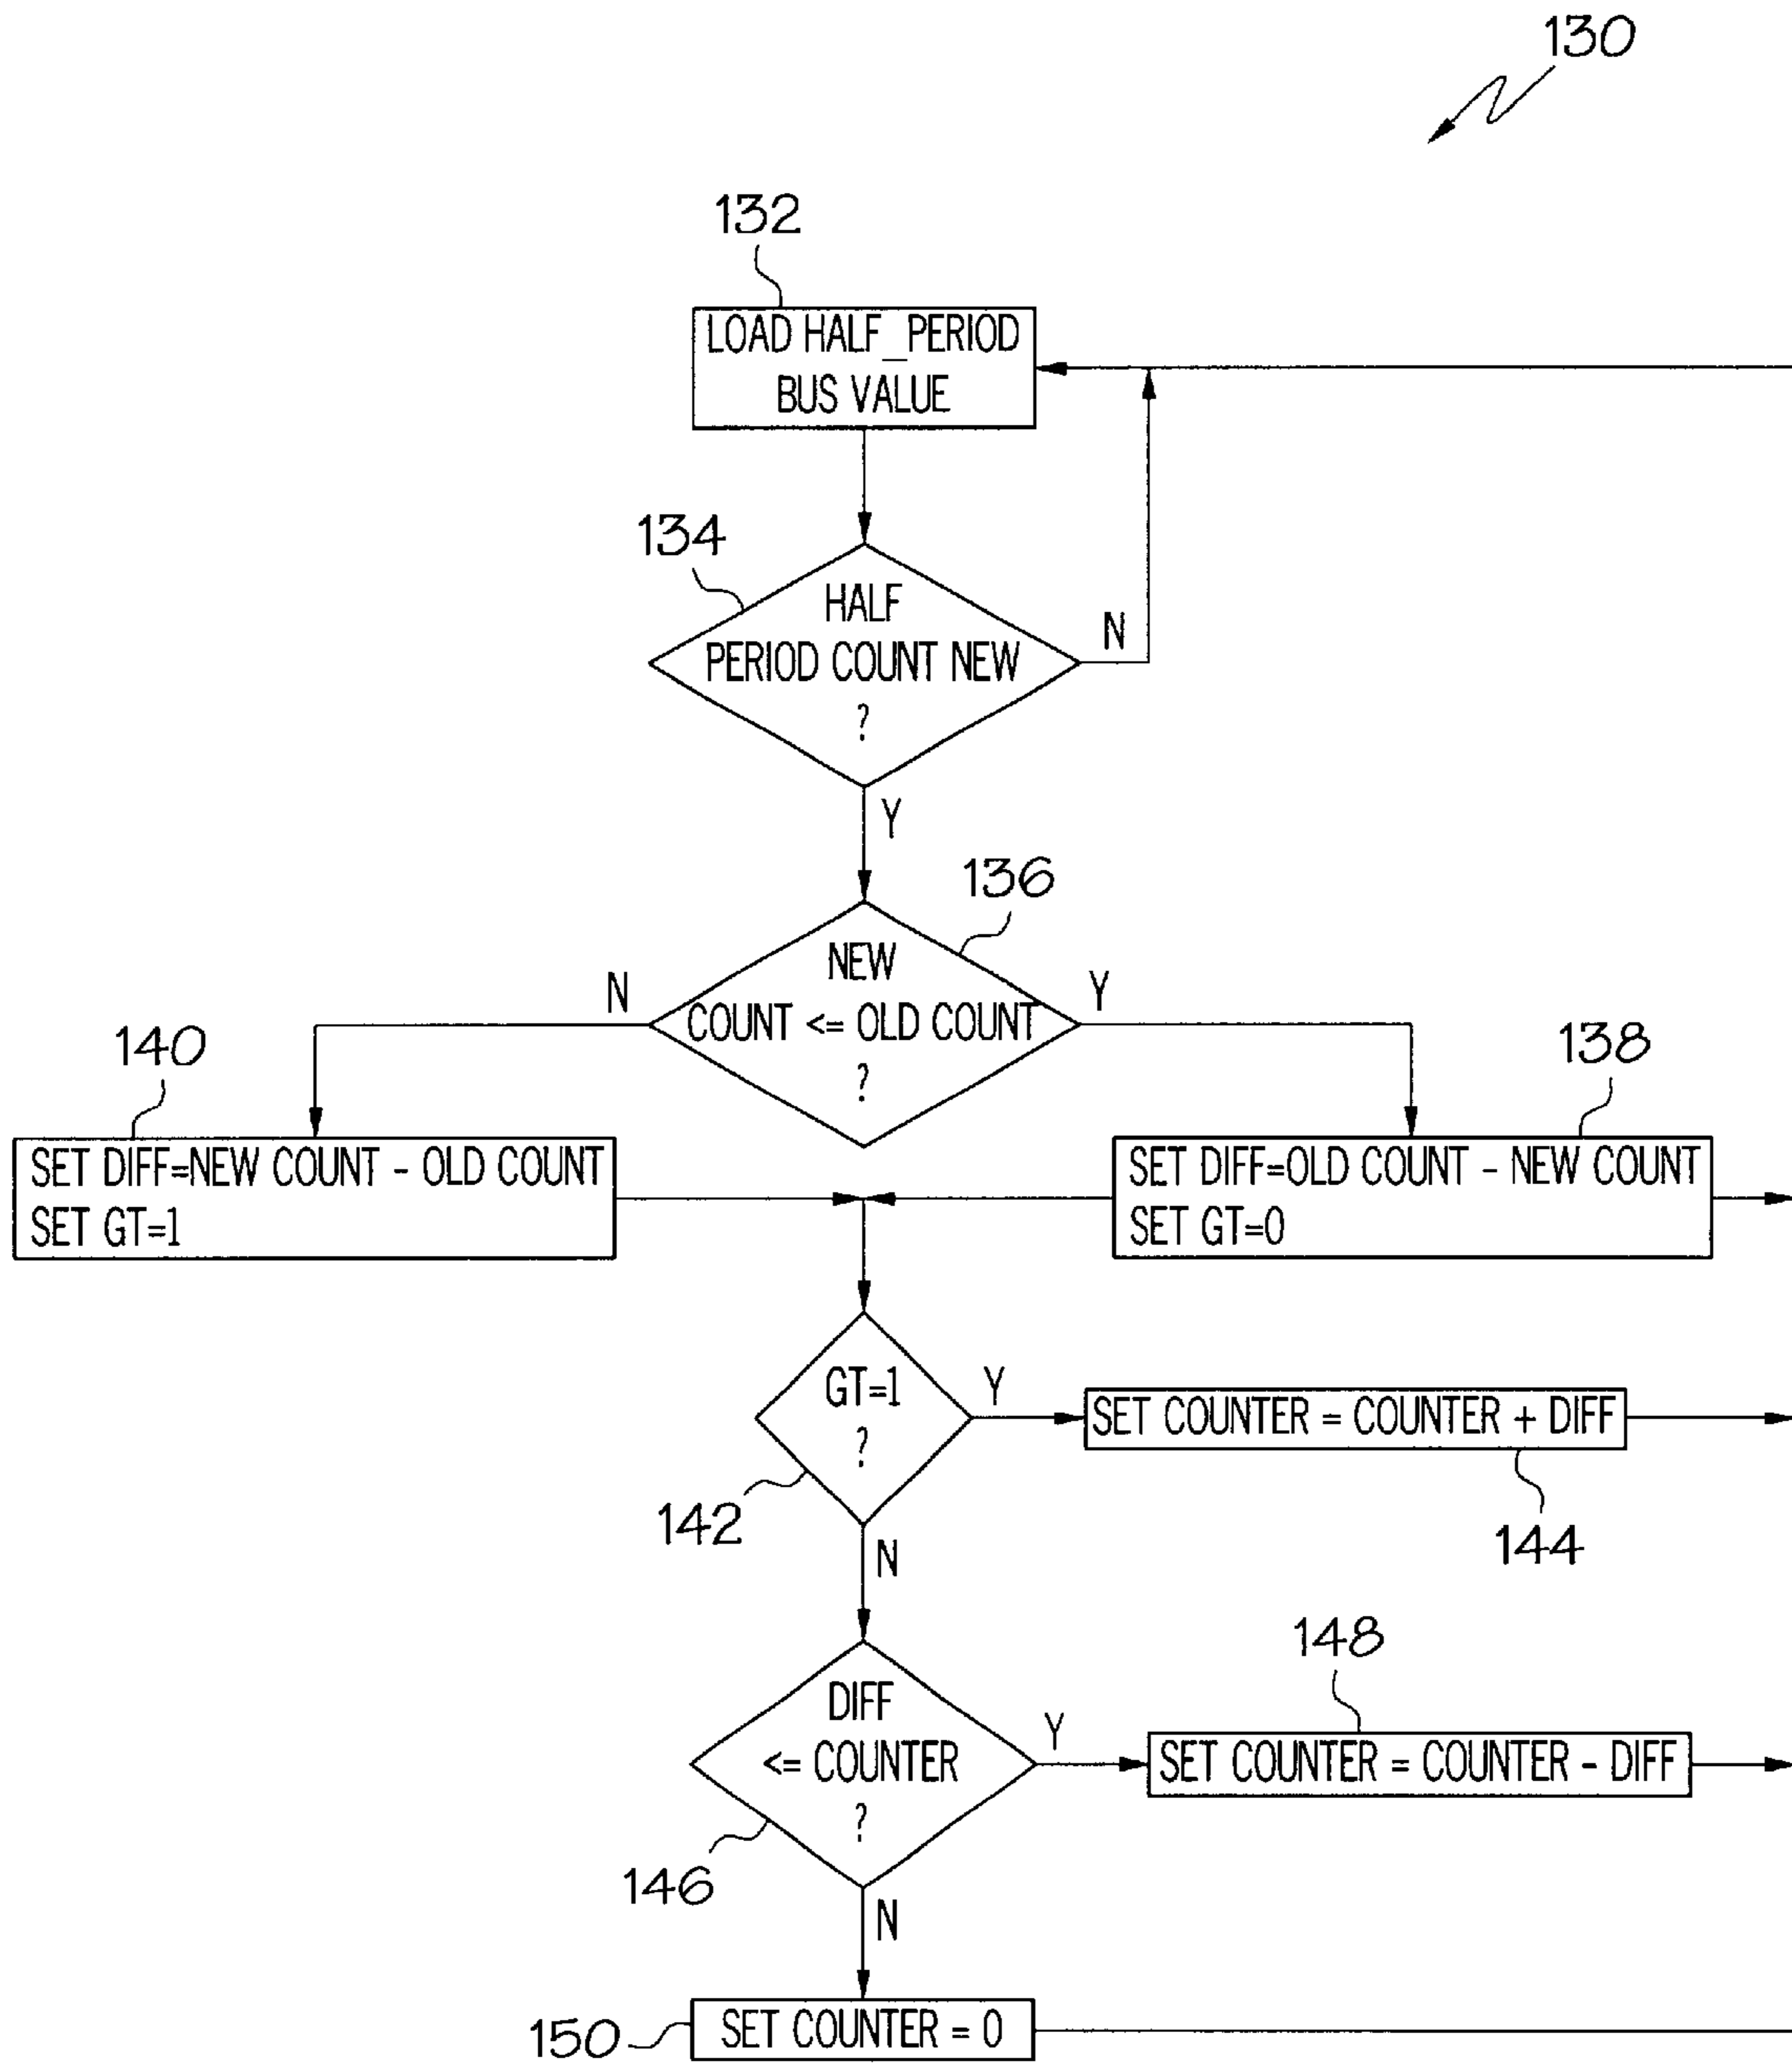 130
132
LOAD HALF_PERIOD
BUS VALUE
134
HALF
PERIOD COUNT NEW
?
N
Y
136
NEW
COUNT <= OLD COUNT
?
N
Y
140
138
SET DIFF=NEW COUNT - OLD COUNT
SET GT=1
SET DIFF=OLD COUNT - NEW COUNT
SET GT=0
GT=1
?
Y
SET COUNTER = COUNTER + DIFF
142
144
N
148
DIFF
<= COUNTER
?
Y
SET COUNTER = COUNTER - DIFF
146
N
150
SET COUNTER = 0